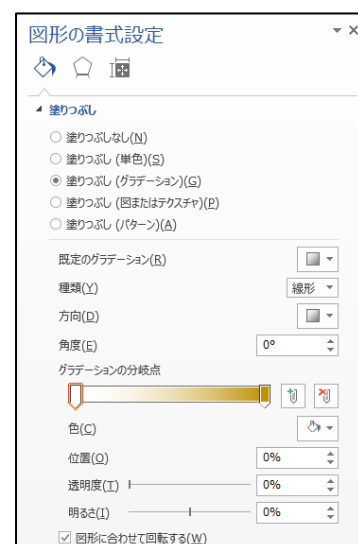 図形の書式設定
塗りつぶし
塗りつぶしなし(N)
塗りつぶし (単色)(S)
塗りつぶし (グラデーション)(G)
塗りつぶし (図またはテクスチャ)(P)
塗りつぶし (パターン)(A)
既定のグラデーション(R)
種類(Y) 線形
方向(D)
角度(E) 0°
グラデーションの分岐点
色(C)
位置(O) 0%
透明度(T) 0%
明るさ(I) 0%
図形に合わせて回転する(W)